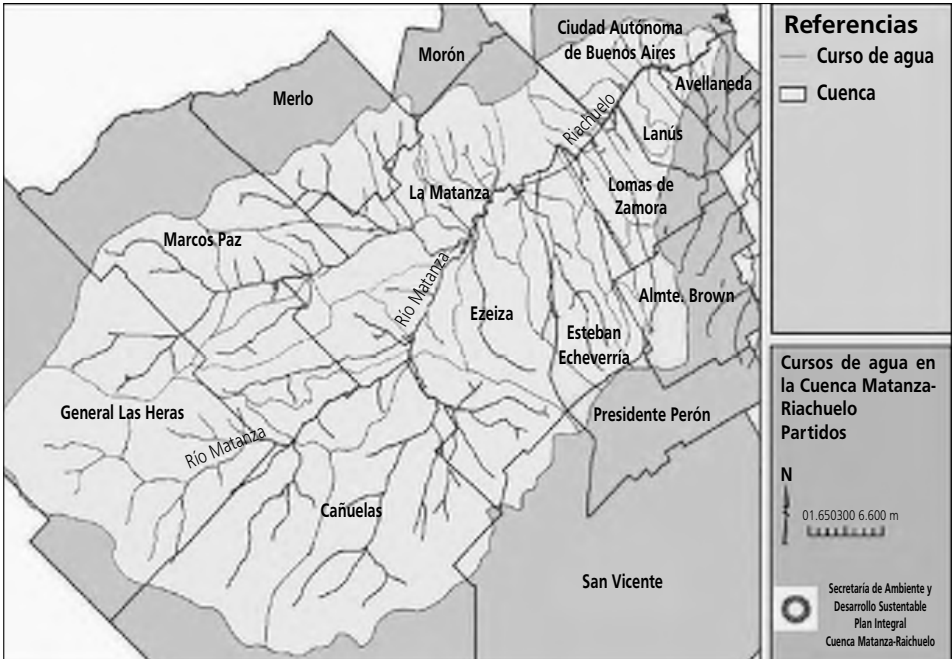 Ciudad Autónoma
de Buenos Aires
Morón
Avellaneda
Merlo
Riachuelo
Lanús
La Matanza
Lomas de
Zamora
Marcos Paz
Río Matanza
Ezeiza
Almte. Brown
Esteban
Echeverría
General Las Heras
Presidente Perón
Río Matanza
Cañuelas
San Vicente
Referencias
Curso de agua
Cuenca
Cursos de agua en
la Cuenca Matanza-
Riachuelo
Partidos
N
01.650300 6.600 m
Secretaría de Ambiente y
Desarrollo Sustentable
Plan Integral
Cuenca Matanza-Raichuelo